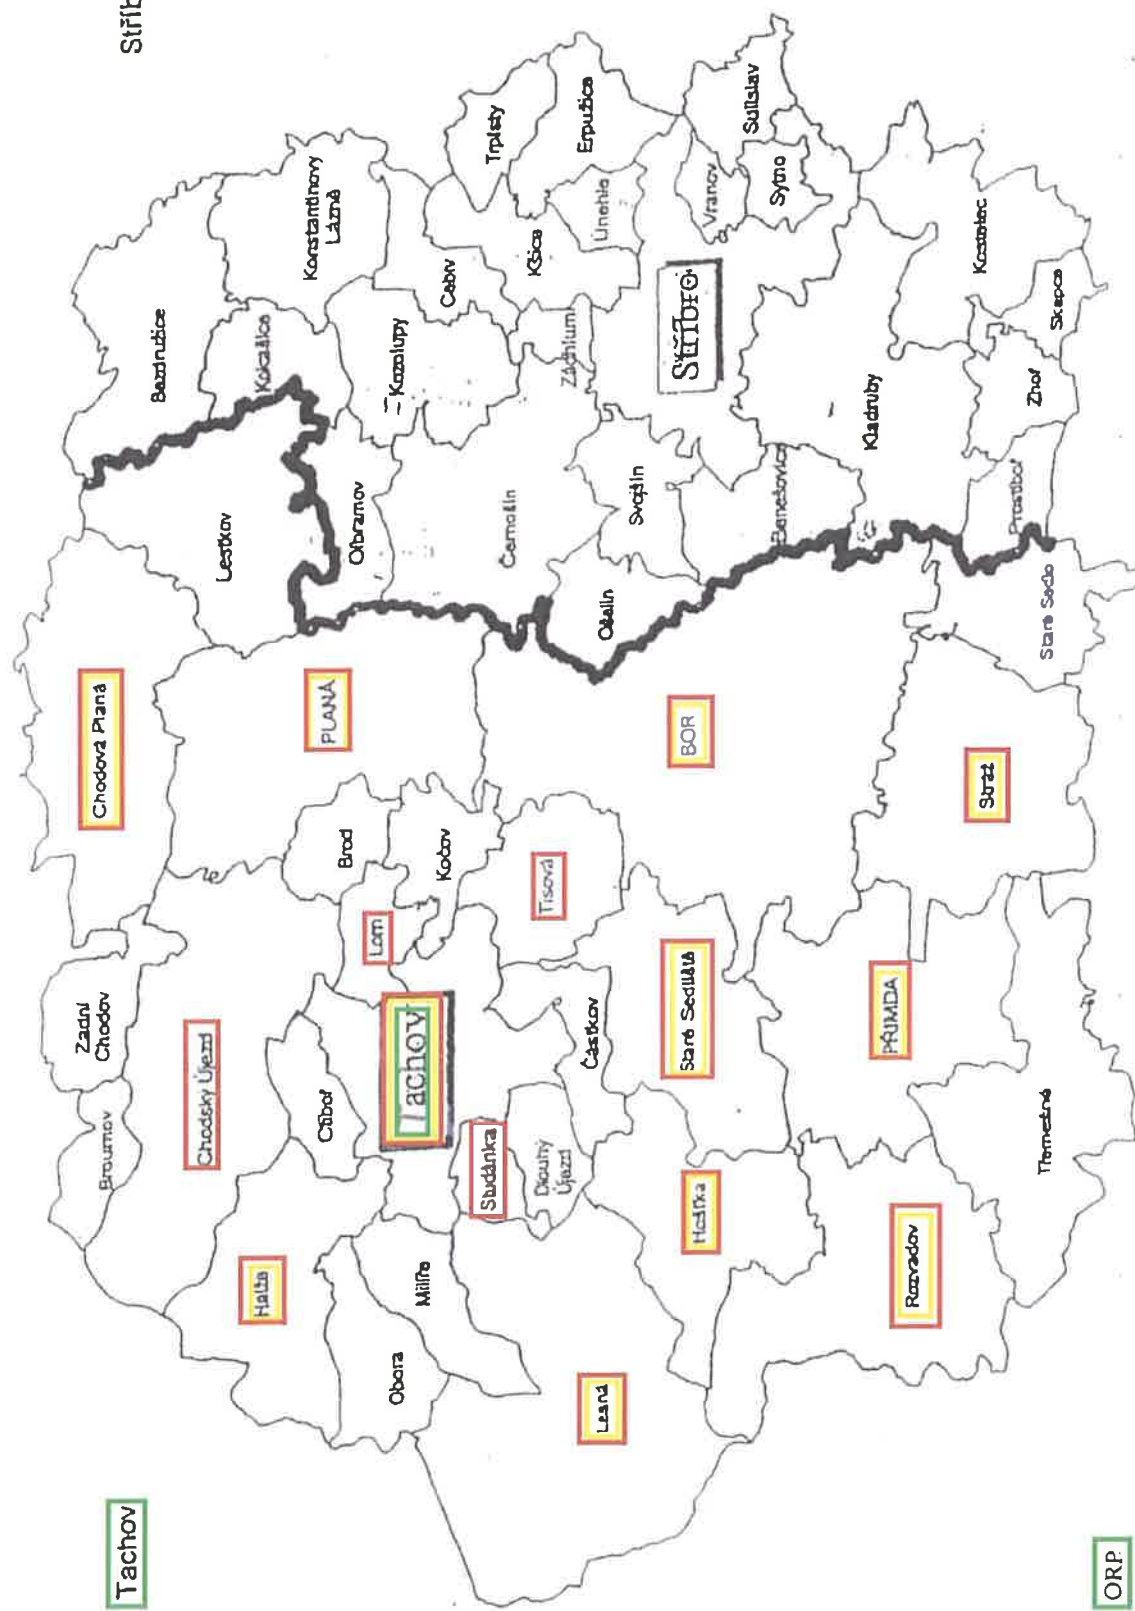 Tachov
Stříb
Broumov
Zadní
Chodov
Chodová Planá
Bezdružice
Chodský Újezd
Lestkov
Halže
Kokašice
Konstantinovy
Lázně
Ctiboř
PLANÁ
Brod
Olbramov
Obora
Lom
Kozolupy
Milíře
Tachov
Kočov
Cebiv
Studánka
Černošín
Trpísty
Dlouhý
Újezd
Tisová
Kšice
Záchlumí
Lesná
Částkov
Ošelín
Svojšín
Únehle
Erpužice
Hošťka
Staré Sedliště
BOR
Stříbro
Vranov
Sulislav
Benešovice
Sytno
Kladruby
Rozvadov
PŘIMDA
Stráž
Kostelec
Třemešné
Staré Sedlo
Prostiboř
Zhoř
Skapce
ORP